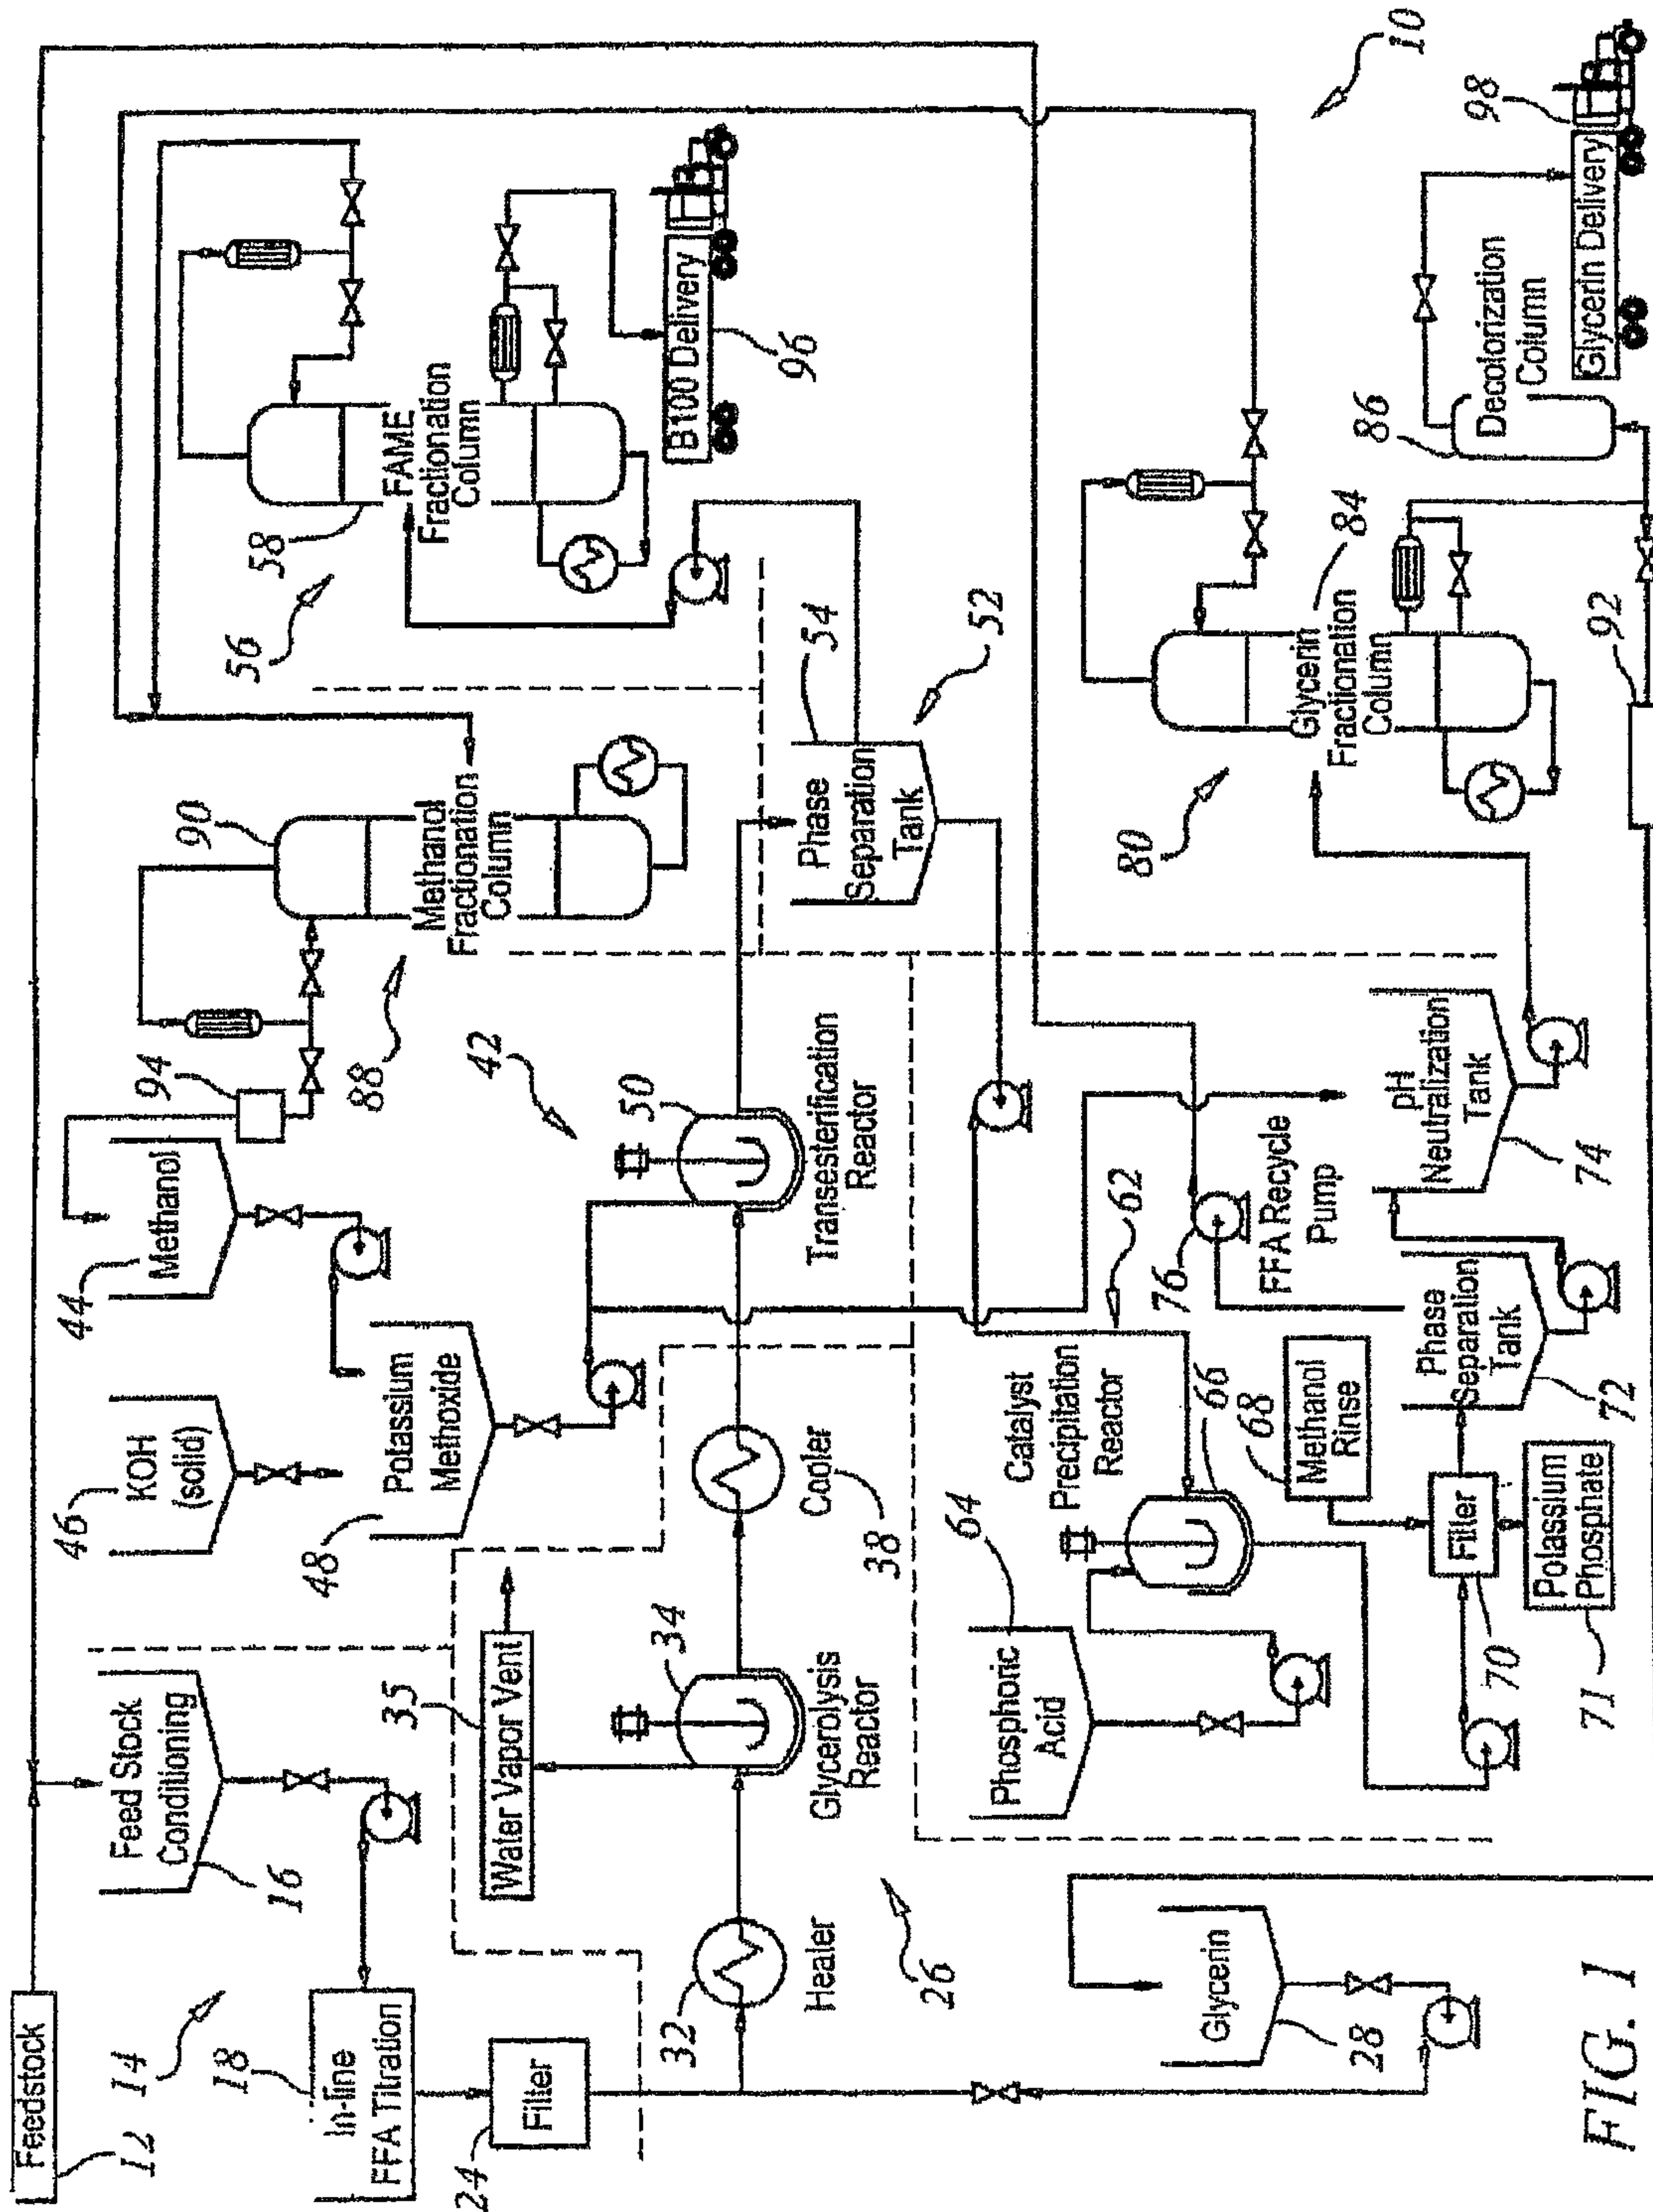 Feedstock
12
14
16
Feed Stock
Conditioning
18
In-line
FFA Titration
24
Filter
46
KOH
(solid)
44
Methanol
94
48
Potassium
Methoxide
88
90
Methanol
Fractionation
Column
56
58
FAME
Fractionation
Column
B100 Delivery
96
35
Water Vapor Vent
42
32
Healer
34
Glycerolysis
Reactor
Cooler
38
50
Transesterification
Reactor
54
Phase
Separation
Tank
52
26
64
Phosphoric
Acid
Catalyst
Precipitation
Reactor
66
62
68
Methanol
Rinse
76
FFA Recycle
Pump
80
Glycerin
Fractionation
Column
84
86
Decolorization
Column
10
98
Glycerin Delivery
Glycerin
28
70
Filter
71
Polassium
Phosphate
Phase
Separation
Tank
72
pH
Neutralization
Tank
74
92
FIG. 1